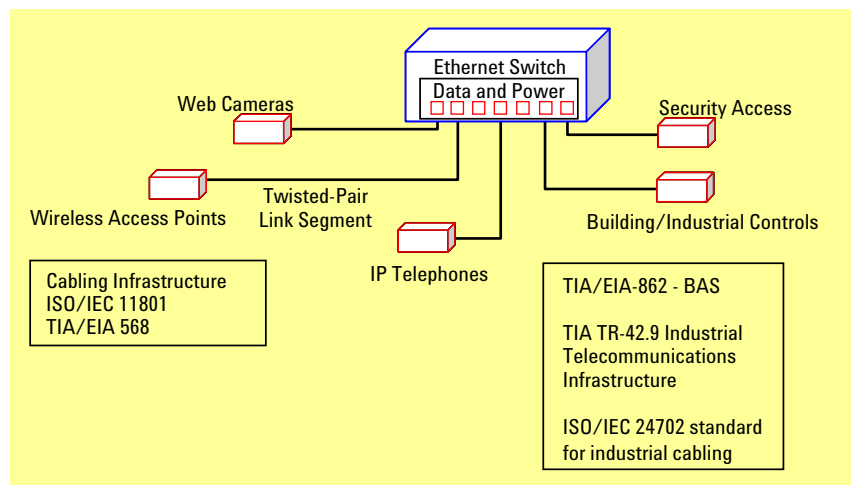 Ethernet Switch
Data and Power
Web Cameras
Security Access
Twisted-Pair
Link Segment
Wireless Access Points
Building/Industrial Controls
IP Telephones
Cabling Infrastructure
ISO/IEC 11801
TIA/EIA 568
TIA/EIA-862 - BAS
TIA TR-42.9 Industrial
Telecommunications
Infrastructure
ISO/IEC 24702 standard
for industrial cabling